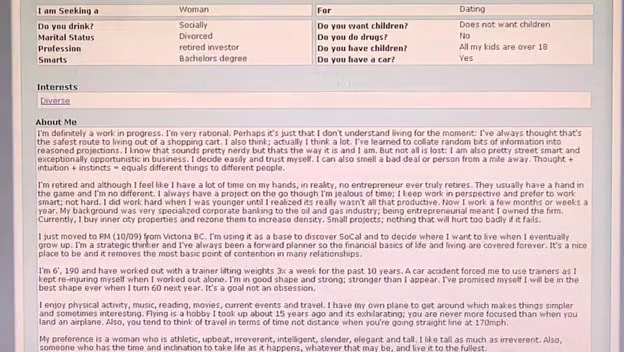 I am Seeking a Woman For Dating
Do you drink? Socially Do you want children? Does not want children
Marital Status Divorced Do you do drugs? No
Profession retired investor Do you have children? All my kids are over 18
Smarts Bachelors degree Do you have a car? Yes
Interests
Diverse
About Me
I'm definitely a work in progress. I'm very rational. Perhaps it's just that I don't understand living for the moment: I've always thought that's
the safest route to living out of a shopping cart. I also think; actually I think a lot. I've learned to collate random bits of information into
reasoned projections. I know that sounds pretty nerdy but thats the way it is and I am. But not all is lost: I am also pretty street smart and
exceptionally opportunistic in business. I decide easily and trust myself. I can also smell a bad deal or person from a mile away. Thought +
intuition + instincts = equals different things to different people.
I'm retired and although I feel like I have a lot of time on my hands, in reality, no entrepreneur ever truly retires. They usually have a hand in
the game and I'm no different. I always have a project on the go though I'm jealous of time; I keep work in perspective and prefer to work
smart; not hard. I did work hard when I was younger until I realized its really wasn't all that productive. Now I work a few months or weeks a
year. My background was very specialized corporate banking to the oil and gas industry; being entrepreneurial meant I owned the firm.
Currently, I buy inner city properties and rezone them to increase density. Small projects; nothing that will hurt too badly if it fails.
I just moved to RM (10/09) from Victoria BC. I'm using it as a base to discover SoCal and to decide where I want to live when I eventually
grow up. I'm a strategic thinker and I've always been a forward planner so the financial basics of life and living are covered forever. It's a nice
place to be and it removes the most basic point of contention in many relationships.
I'm 6', 190 and have worked out with a trainer lifting weights 3x a week for the past 10 years. A car accident forced me to use trainers as I
kept re-injuring myself when I worked out alone. I'm in good shape and strong; stronger than I appear. I've promised myself I will be in the
best shape ever when I turn 60 next year. It's a goal not an obsession.
I enjoy physical activity, music, reading, movies, current events and travel. I have my own plane to get around which makes things simpler
and sometimes interesting. Flying is a hobby I took up about 15 years ago and its exhilarating; you are never more focused than when you
land an airplane. Also, you tend to think of travel in terms of time not distance when you're going straight line at 170mph.
My preference is a woman who is athletic, upbeat, irreverent, intelligent, slender, elegant and tall. I like tall as much as irreverent. Also,
someone who has the time and inclination to take life as it happens, whatever that may be, and live it to the fullest.